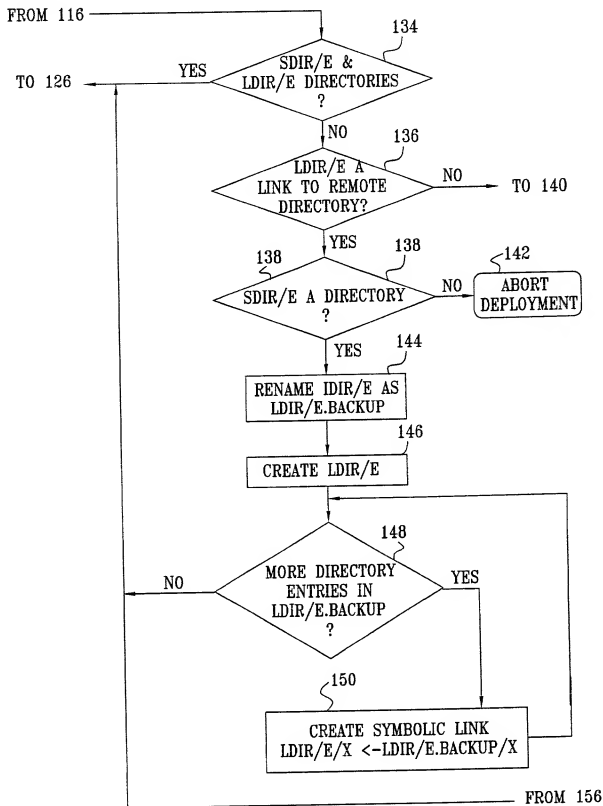 FROM 116
134
SDIR/E &
LDIR/E DIRECTORIES
?
YES
TO 126
NO
136
LDIR/E A
LINK TO REMOTE
DIRECTORY?
NO
TO 140
YES
138
138
SDIR/E A DIRECTORY
?
NO
142
ABORT
DEPLOYMENT
YES
144
RENAME IDIR/E AS
LDIR/E.BACKUP
146
CREATE LDIR/E
148
MORE DIRECTORY
ENTRIES IN
LDIR/E.BACKUP
?
NO
YES
150
CREATE SYMBOLIC LINK
LDIR/E/X <-LDIR/E.BACKUP/X
FROM 156